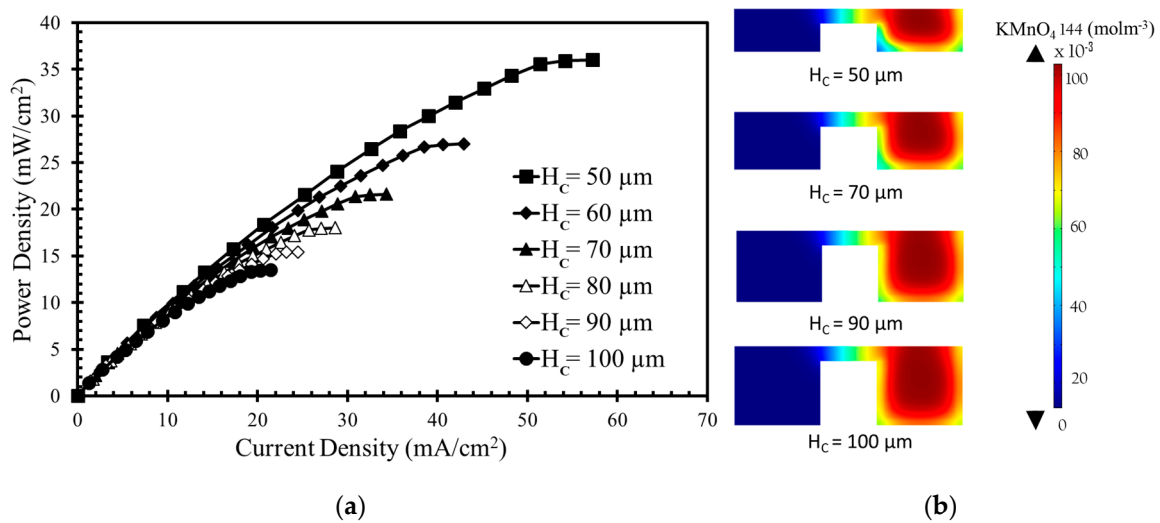 40
35
30
25
20
15
10
5
0
Power Density (mW/cm²)
H_C= 50 µm
H_C= 60 µm
H_C= 70 µm
H_C= 80 µm
H_C= 90 µm
H_C= 100 µm
0 10 20 30 40 50 60 70
Current Density (mA/cm²)
(a)
H_C = 50 µm
H_C = 70 µm
H_C = 90 µm
H_C = 100 µm
(b)
KMnO₄ 144 (molm⁻³)
x 10⁻³
100
80
60
40
20
0